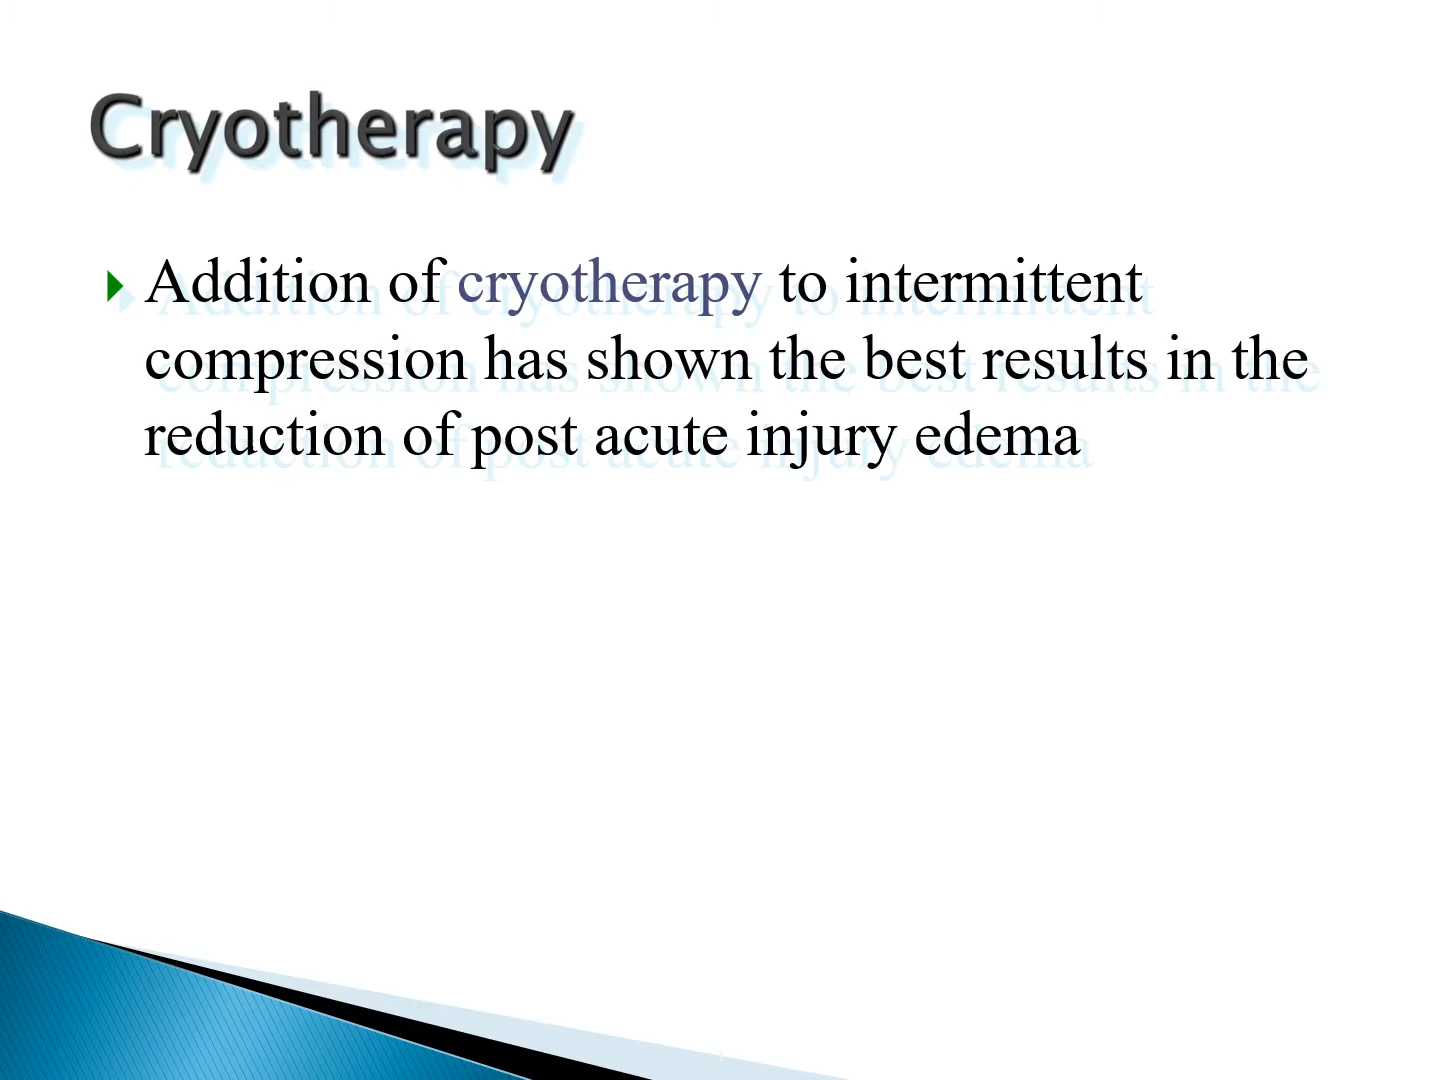 Cryotherapy
Addition of cryotherapy to intermittent
compression has shown the best results in the
reduction of post acute injury edema